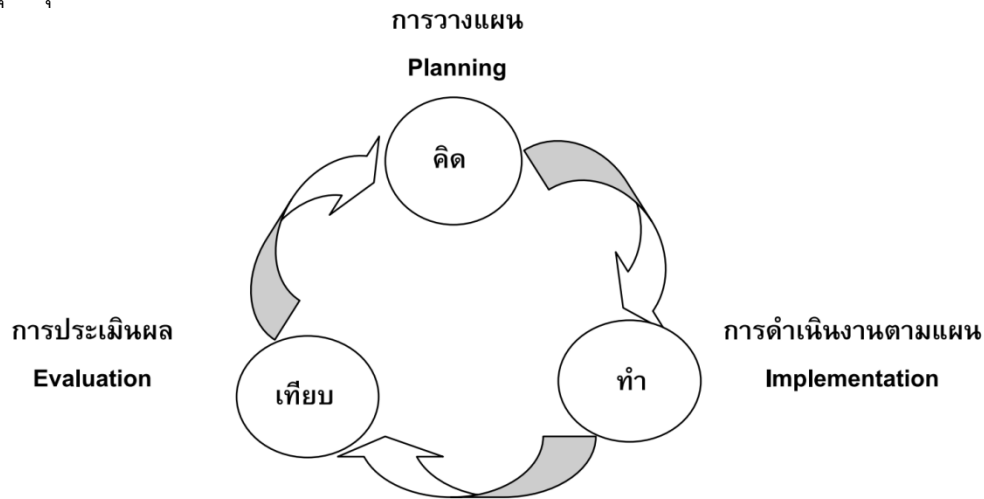 การวางแผน
Planning
คิด
การประเมินผล
Evaluation
เทียบ
ทำ
การดำเนินงานตามแผน
Implementation